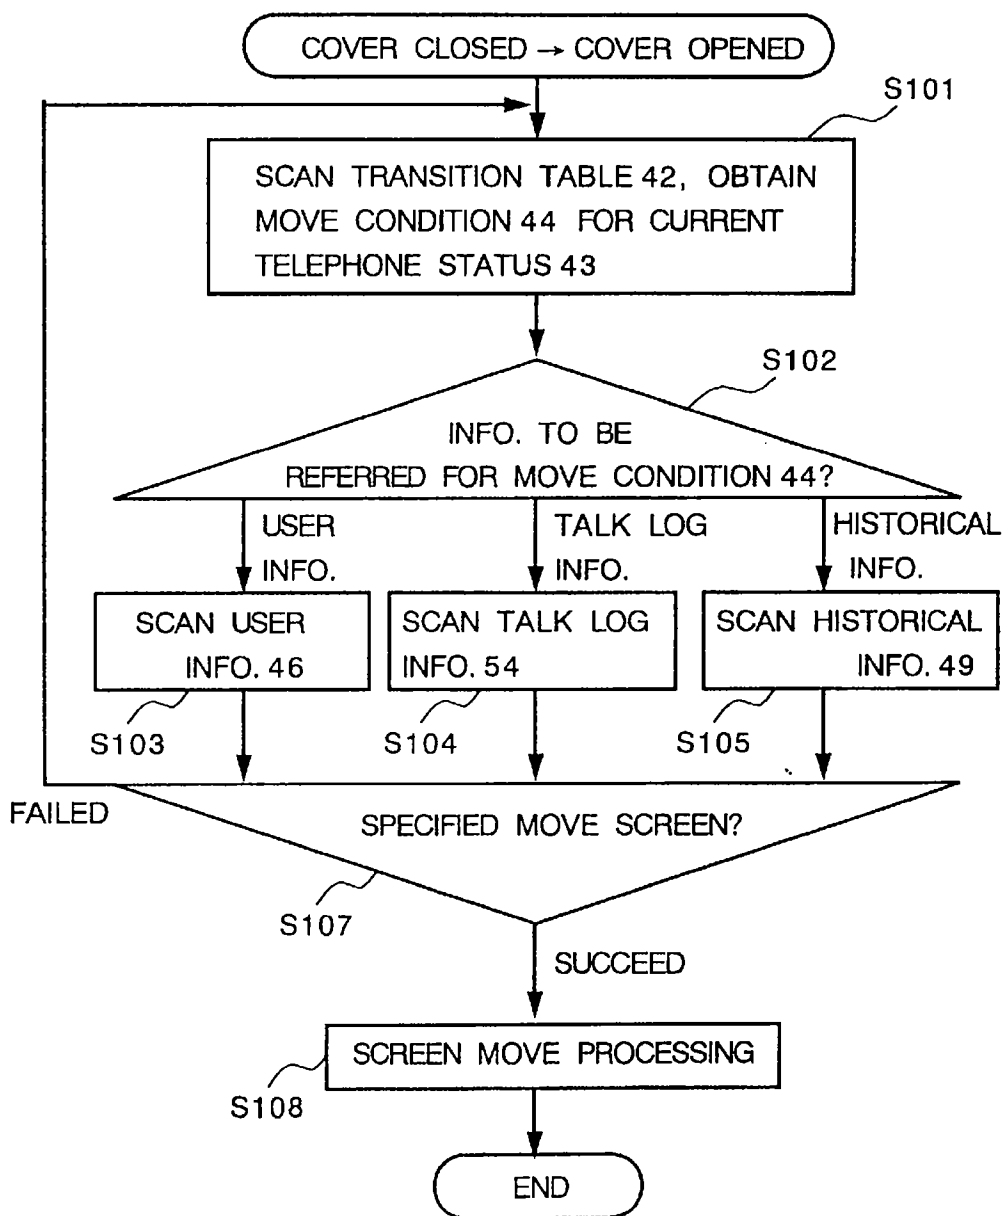 COVER CLOSED → COVER OPENED
S101
SCAN TRANSITION TABLE 42, OBTAIN
MOVE CONDITION 44 FOR CURRENT
TELEPHONE STATUS 43
S102
INFO. TO BE
REFERRED FOR MOVE CONDITION 44?
USER
INFO.
TALK LOG
INFO.
HISTORICAL
INFO.
SCAN USER
INFO. 46
SCAN TALK LOG
INFO. 54
SCAN HISTORICAL
INFO. 49
S103
S104
S105
FAILED
SPECIFIED MOVE SCREEN?
S107
SUCCEED
SCREEN MOVE PROCESSING
S108
END